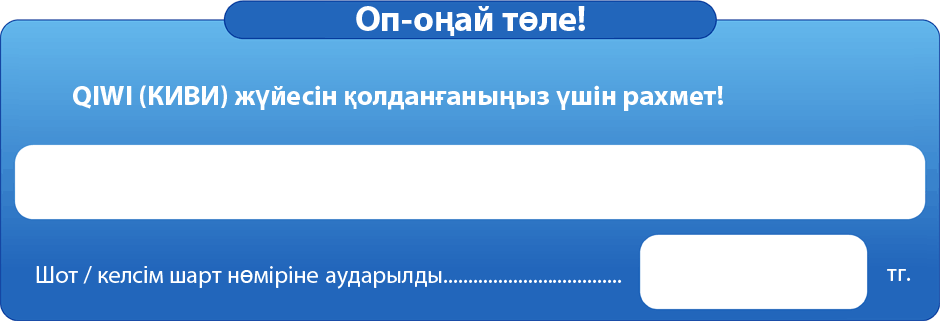 Оп-оңай төле!
QIWI (КИВИ) жүйесін қолданғаныңыз үшін рахмет!
Шот / келсім шарт нөміріне аударылды.................................... тг.